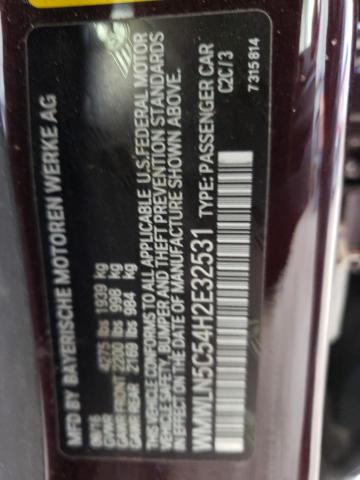 MFD BY BAYERISCHE MOTOREN WERKE AG
09/16
GVWR 4275 lbs 1939 kg
GAWR FRONT 2200 lbs 998 kg
GAWR REAR 2169 lbs 984 kg
THIS VEHICLE CONFORMS TO ALL APPLICABLE U.S. FEDERAL MOTOR
VEHICLE SAFETY, BUMPER, AND THEFT PREVENTION STANDARDS
IN EFFECT ON THE DATE OF MANUFACTURE SHOWN ABOVE.
WMWLN5C54H2E32531 TYPE: PASSENGER CAR
C2C/3
7315814